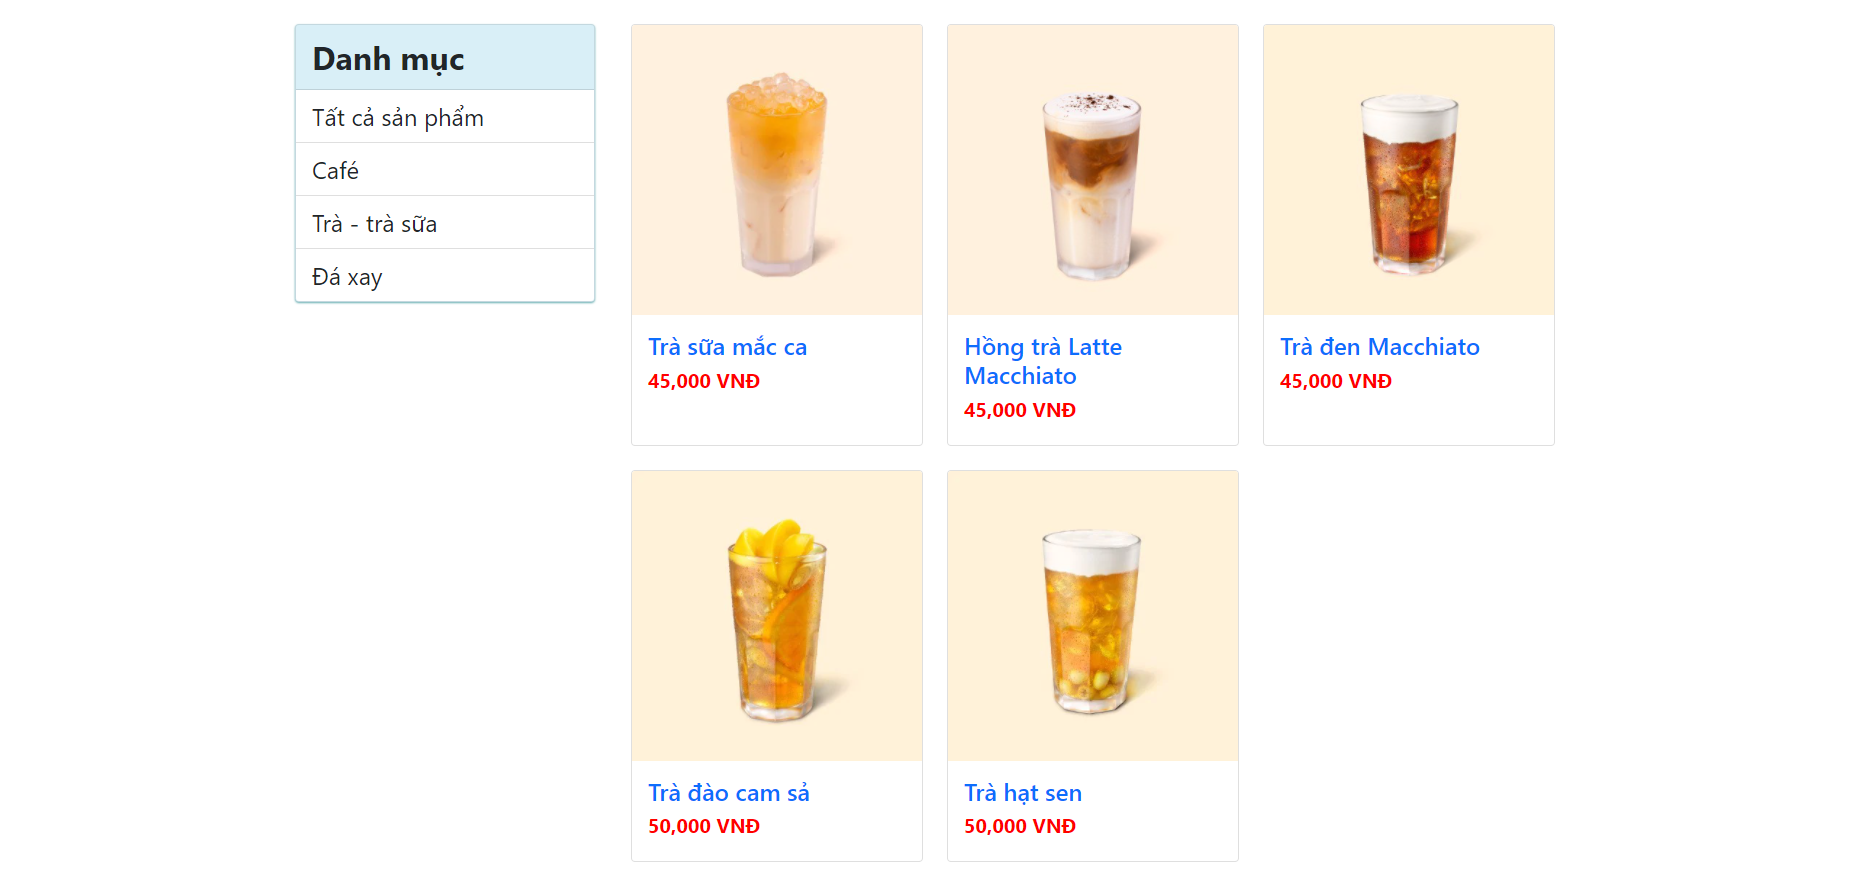 Danh mục
Tất cả sản phẩm
Café
Trà - trà sữa
Đá xay
Trà sữa mắc ca
45,000 VNĐ
Hồng trà Latte
Macchiato
45,000 VNĐ
Trà đen Macchiato
45,000 VNĐ
Trà đào cam sả
50,000 VNĐ
Trà hạt sen
50,000 VNĐ